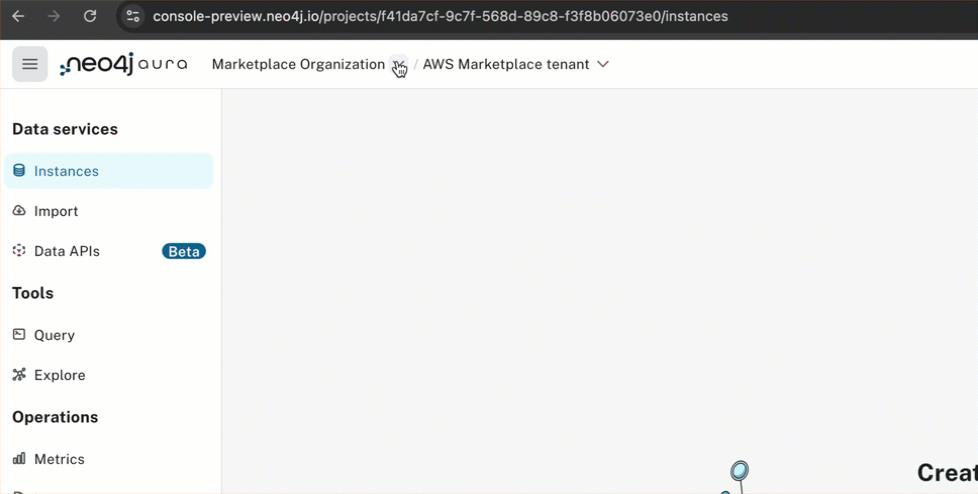 console-preview.neo4j.io/projects/f41da7cf-9c7f-568d-89c8-f3f8b06073e0/instances
neo4j aura Marketplace Organization / AWS Marketplace tenant
Data services
Instances
Import
Data APIs Beta
Tools
Query
Explore
Operations
Metrics